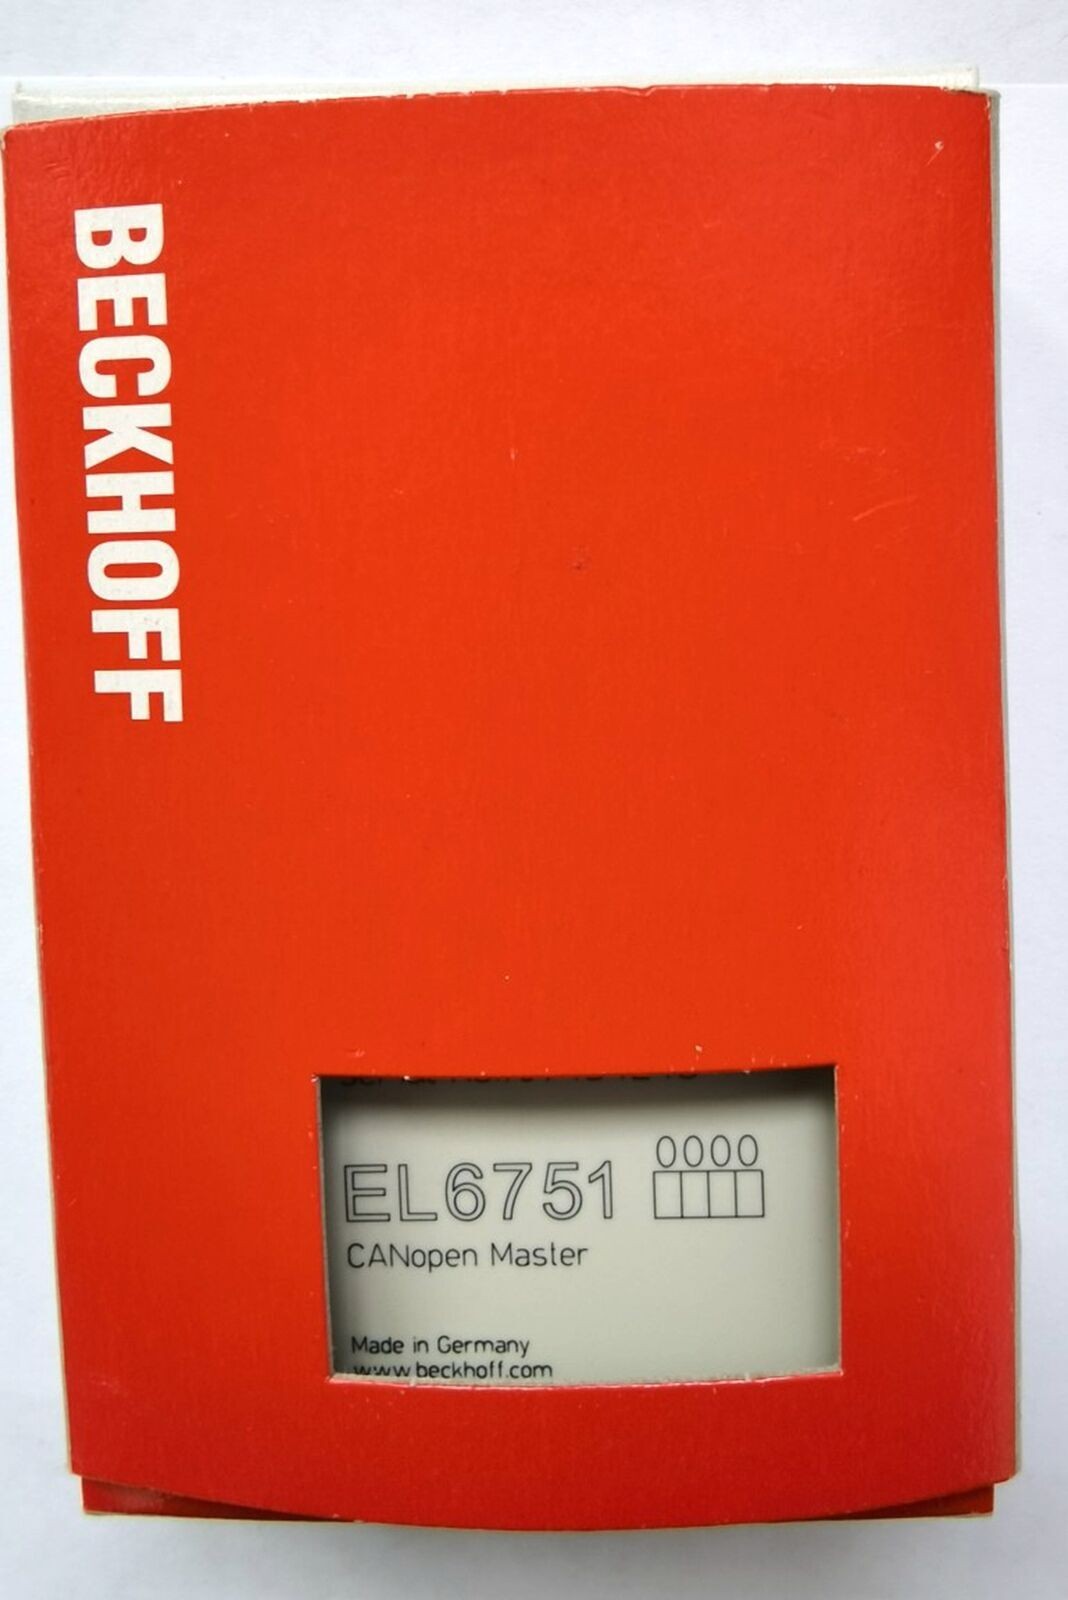 BECKHOFF
EL6751
0000
CANopen Master
Made in Germany
www.beckhoff.com